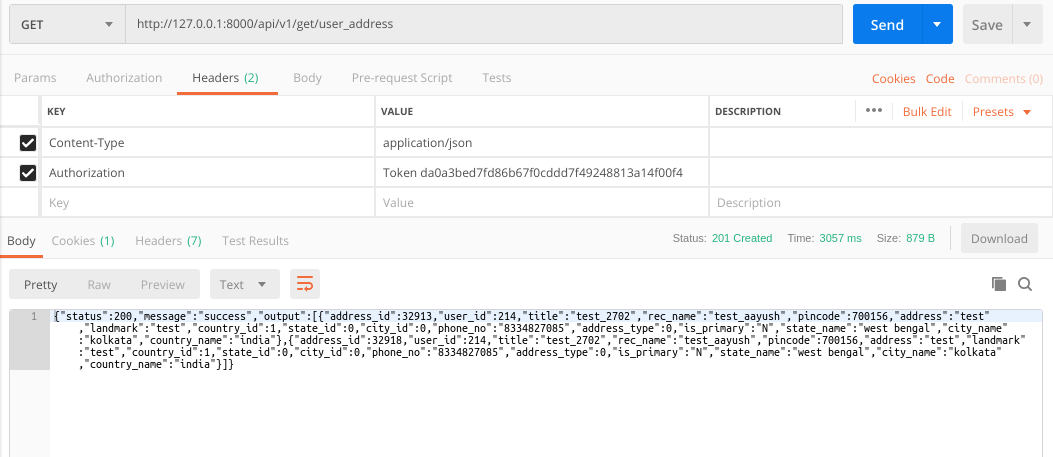 GET http://127.0.0.1:8000/api/v1/get/user_address Send Save
Params Authorization Headers (2) Body Pre-request Script Tests Cookies Code Comments (0)
KEY VALUE DESCRIPTION ••• Bulk Edit Presets
Content-Type application/json
Authorization Token da0a3bed7fd86b67f0cddd7f49248813a14f00f4
Key Value Description
Body Cookies (1) Headers (7) Test Results Status: 201 Created Time: 3057 ms Size: 879 B Download
Pretty Raw Preview Text
1 {"status":200,"message":"success","output":[{"address_id":32913,"user_id":214,"title":"test_2702","rec_name":"test_aayush","pincode":700156,"address":"test"
,"landmark":"test","country_id":1,"state_id":0,"city_id":0,"phone_no":"8334827085","address_type":0,"is_primary":"N","state_name":"west bengal","city_name"
:"kolkata","country_name":"india"},{"address_id":32918,"user_id":214,"title":"test_2702","rec_name":"test_aayush","pincode":700156,"address":"test","landmark"
:"test","country_id":1,"state_id":0,"city_id":0,"phone_no":"8334827085","address_type":0,"is_primary":"N","state_name":"west bengal","city_name":"kolkata"
,"country_name":"india"}]}